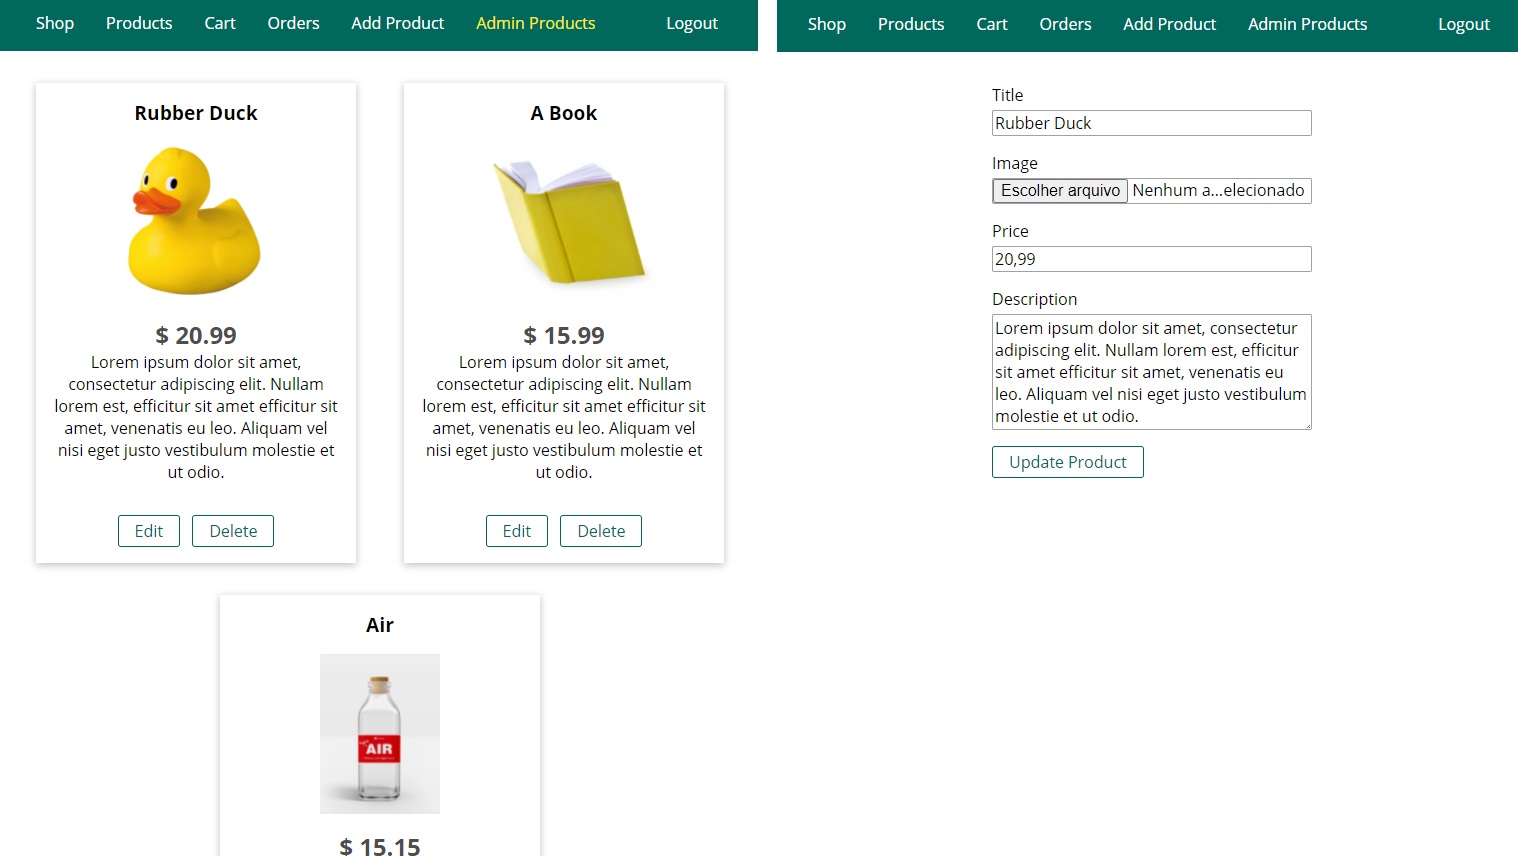 Shop Products Cart Orders Add Product Admin Products Logout
Rubber Duck
$ 20.99
Lorem ipsum dolor sit amet,
consectetur adipiscing elit. Nullam
lorem est, efficitur sit amet efficitur sit
amet, venenatis eu leo. Aliquam vel
nisi eget justo vestibulum molestie et
ut odio.
Edit Delete
A Book
$ 15.99
Lorem ipsum dolor sit amet,
consectetur adipiscing elit. Nullam
lorem est, efficitur sit amet efficitur sit
amet, venenatis eu leo. Aliquam vel
nisi eget justo vestibulum molestie et
ut odio.
Edit Delete
Air
AIR
$ 15.15
Shop Products Cart Orders Add Product Admin Products Logout
Title
Rubber Duck
Image
Escolher arquivo Nenhum a...elecionado
Price
20,99
Description
Lorem ipsum dolor sit amet, consectetur
adipiscing elit. Nullam lorem est, efficitur
sit amet efficitur sit amet, venenatis eu
leo. Aliquam vel nisi eget justo vestibulum
molestie et ut odio.
Update Product